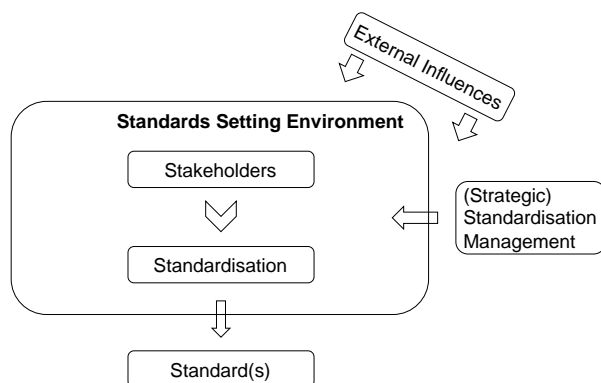 External Influences
Standards Setting Environment
Stakeholders
(Strategic)
Standardisation
Management
Standardisation
Standard(s)